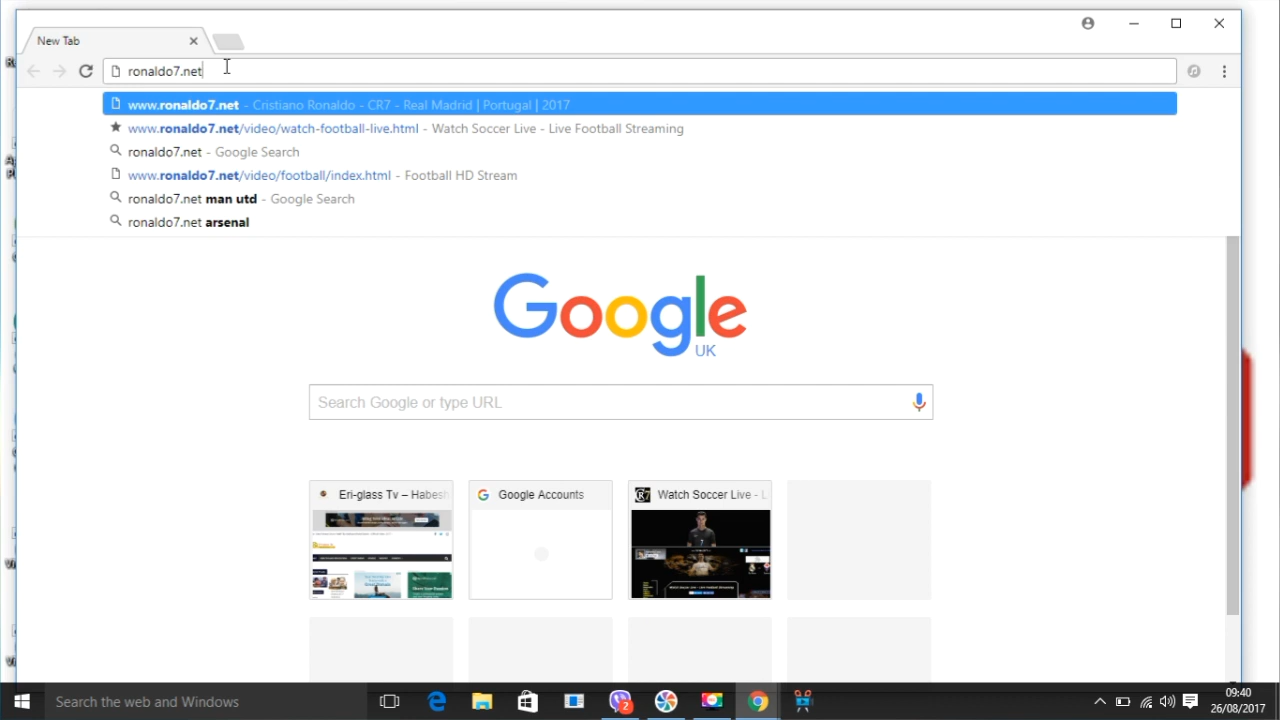 New Tab
ronaldo7.net
www.ronaldo7.net - Cristiano Ronaldo - CR7 - Real Madrid | Portugal | 2017
www.ronaldo7.net/video/watch-football-live.html - Watch Soccer Live - Live Football Streaming
ronaldo7.net - Google Search
www.ronaldo7.net/video/football/index.html - Football HD Stream
ronaldo7.net man utd - Google Search
ronaldo7.net arsenal
Google
UK
Search Google or type URL
Eri-glass Tv – Habesh
Google Accounts
Watch Soccer Live - L
Search the web and Windows
2
09:40
26/08/2017